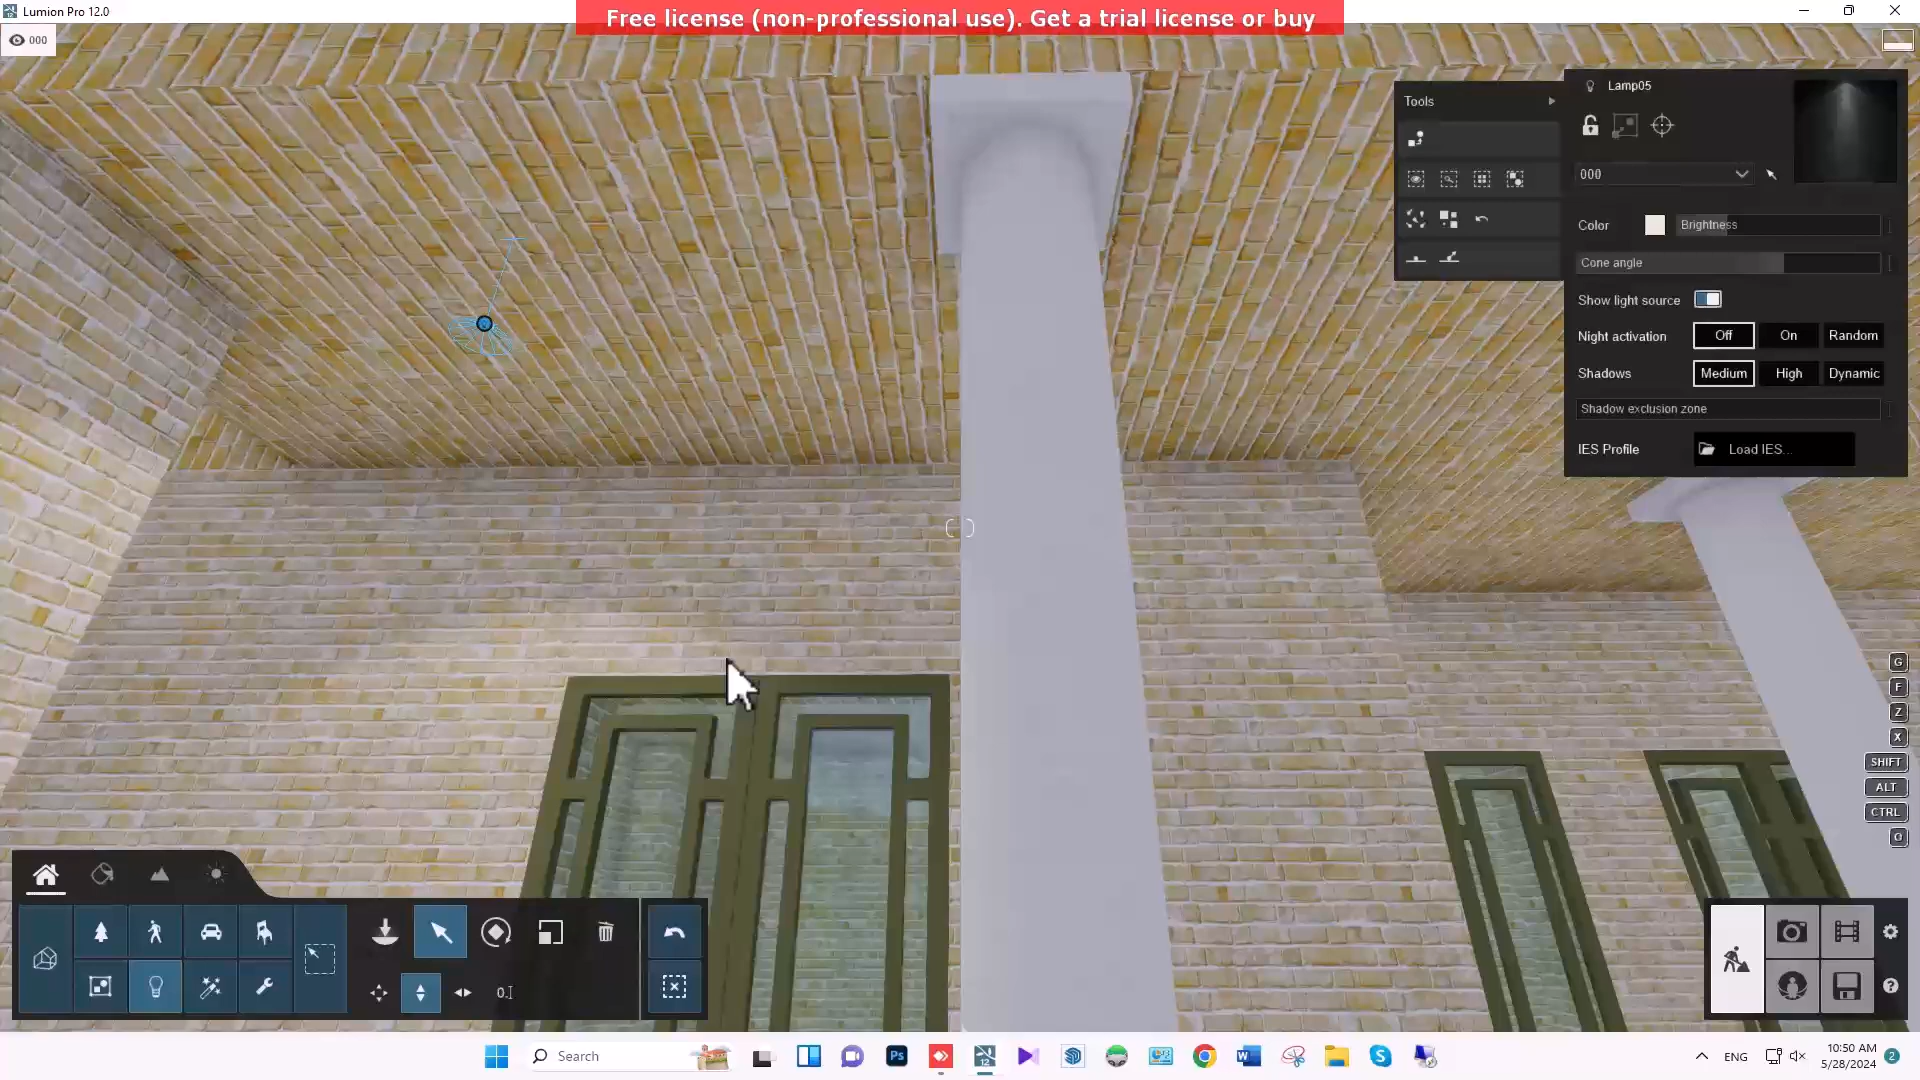 Lumion Pro 12.0
Free license (non-professional use). Get a trial license or buy
000
Tools
Lamp05
000
Color
Brightness
Cone angle
Show light source
Night activation
Off
On
Random
Shadows
Medium
High
Dynamic
Shadow exclusion zone
IES Profile
Load IES...
G
F
Z
X
SHIFT
ALT
CTRL
O
0.
Search
Ps
12
ENG
10:50 AM
5/28/2024
2